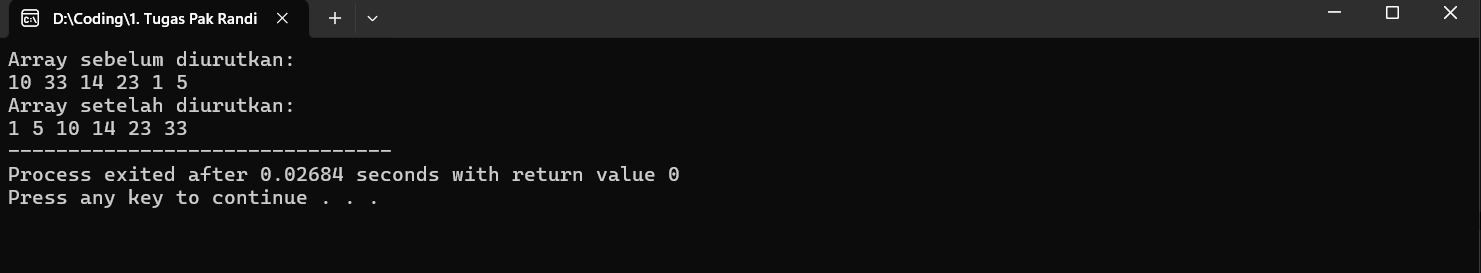 D:\Coding\1. Tugas Pak Randi
Array sebelum diurutkan:
10 33 14 23 1 5
Array setelah diurutkan:
1 5 10 14 23 33
--------------------------------
Process exited after 0.02684 seconds with return value 0
Press any key to continue . . .